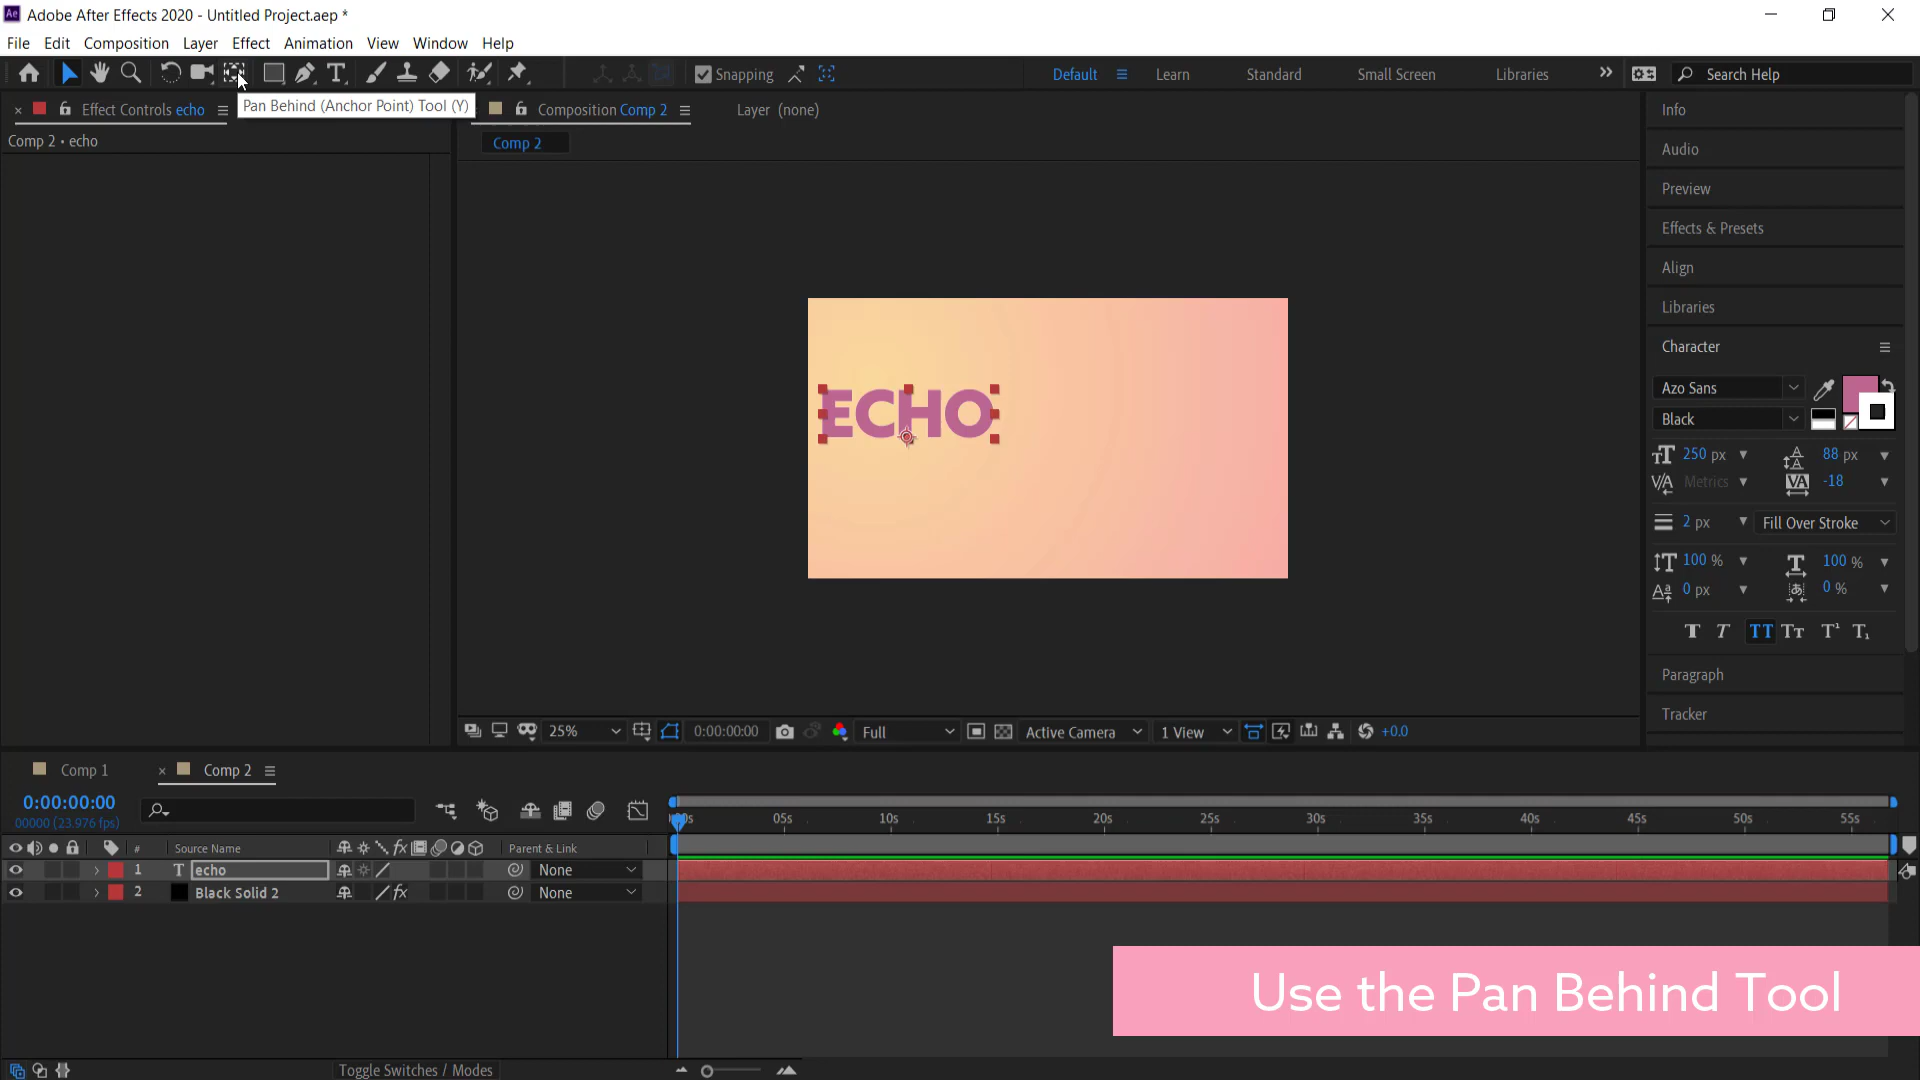 Adobe After Effects 2020 - Untitled Project.aep *
File Edit Composition Layer Effect Animation View Window Help
Snapping Default Learn Standard Small Screen Libraries Search Help
Effect Controls echo
Pan Behind (Anchor Point) Tool (Y)
Composition Comp 2
Layer (none)
Comp 2 • echo
Comp 2
ECHO
Info
Audio
Preview
Effects & Presets
Align
Libraries
Character
Azo Sans
Black
250 px 88 px
Metrics -18
2 px Fill Over Stroke
100 % 100 %
0 px 0 %
Paragraph
Tracker
25% 0:00:00:00 Full Active Camera 1 View +0.0
Comp 1 Comp 2
0:00:00:00
00000 (23.976 fps)
05s 10s 15s 20s 25s 30s 35s 40s 45s 50s 55s
# Source Name Parent & Link
1 echo None
2 Black Solid 2 None
Use the Pan Behind Tool
Toggle Switches / Modes